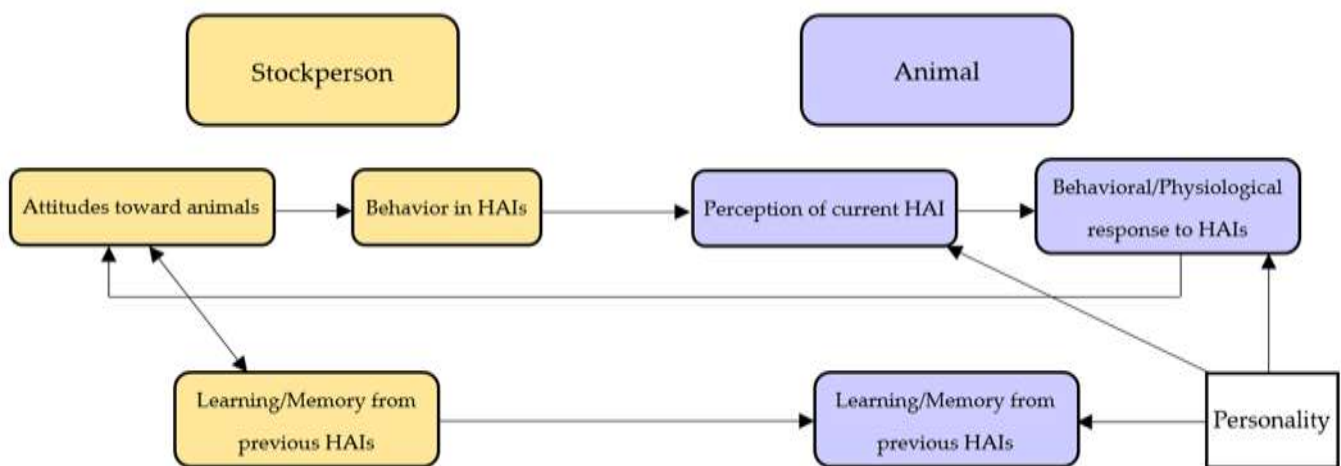 Stockperson
Animal
Attitudes toward animals
Behavior in HAIs
Perception of current HAI
Behavioral/Physiological
response to HAIs
Learning/Memory from
previous HAIs
Learning/Memory from
previous HAIs
Personality